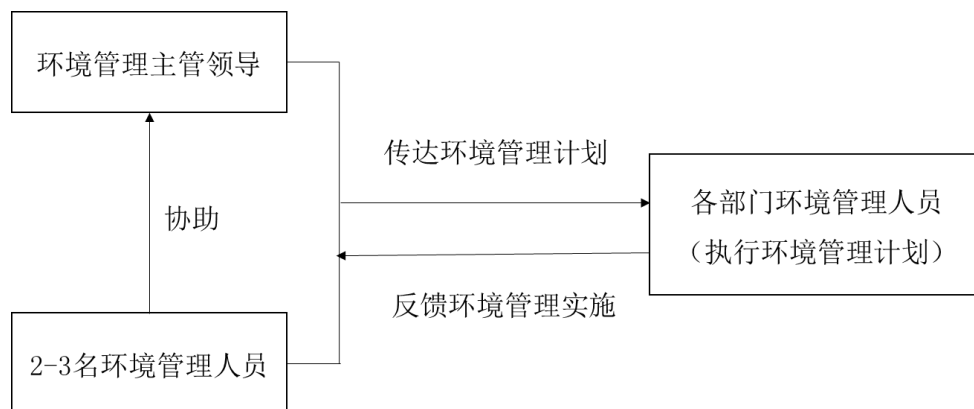 环境管理主管领导
传达环境管理计划
各部门环境管理人员
(执行环境管理计划)
协助
反馈环境管理实施
2-3名环境管理人员